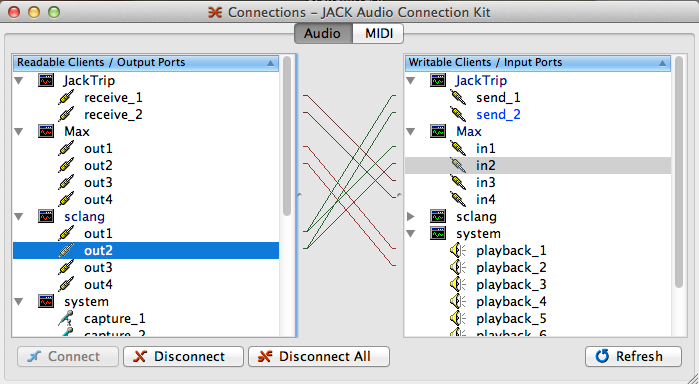 Connections – JACK Audio Connection Kit
Audio MIDI
Readable Clients / Output Ports
JackTrip
receive_1
receive_2
Max
out1
out2
out3
out4
sclang
out1
out2
out3
out4
system
capture_1
capture_2
Writable Clients / Input Ports
JackTrip
send_1
send_2
Max
in1
in2
in3
in4
sclang
system
playback_1
playback_2
playback_3
playback_4
playback_5
playback_6
Connect Disconnect Disconnect All Refresh